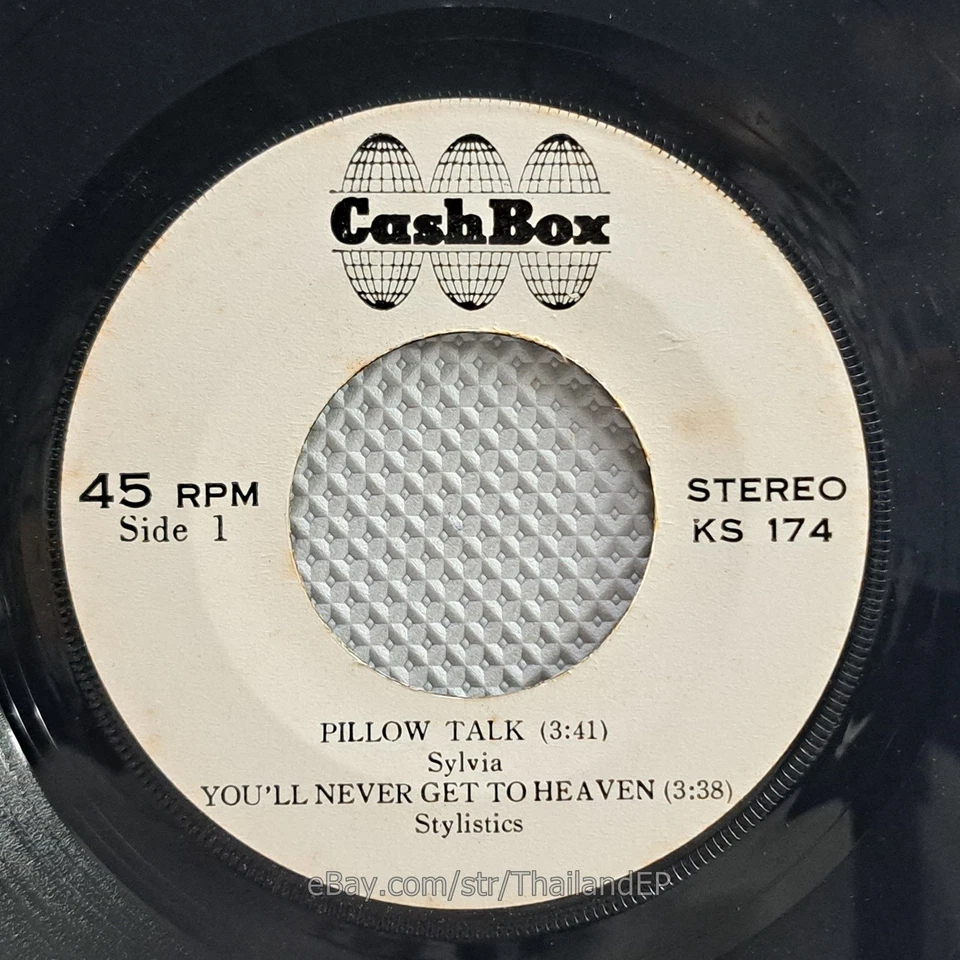 CashBox
45 RPM
Side 1
STEREO
KS 174
PILLOW TALK (3:41)
Sylvia
YOU'LL NEVER GET TO HEAVEN (3:38)
Stylistics
eBay.com/str/ThailandEP